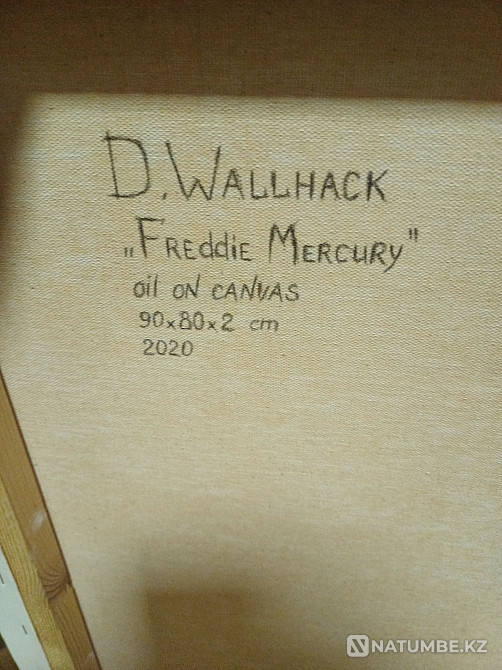 D. WALLHACK
„FREDDIE MERCURY"
oil ON CANVAS
90x80x2 cm
2020
NATUMBE.KZ